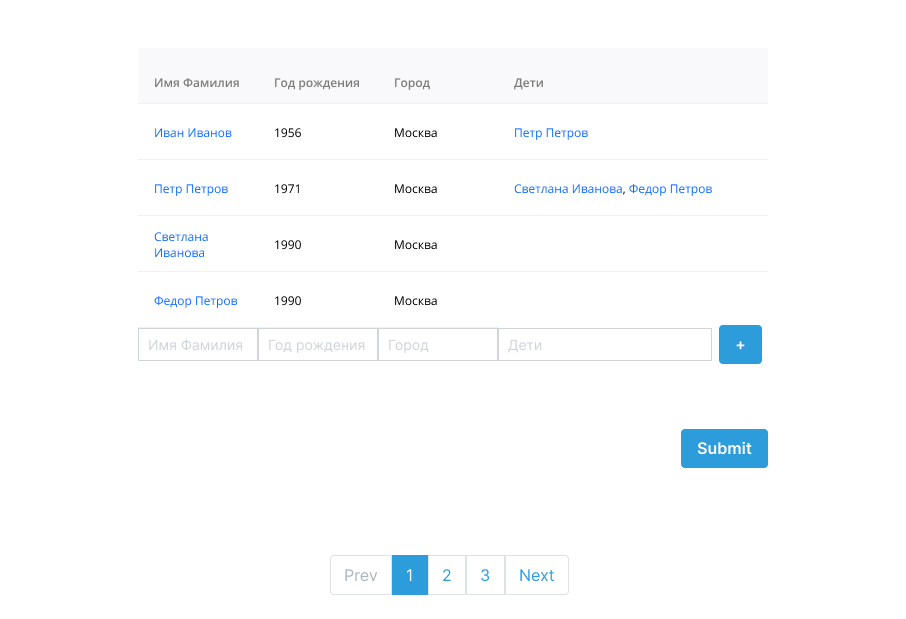 Имя Фамилия Год рождения Город Дети
Иван Иванов 1956 Москва Петр Петров
Петр Петров 1971 Москва Светлана Иванова, Федор Петров
Светлана
Иванова 1990 Москва
Федор Петров 1990 Москва
Имя Фамилия Год рождения Город Дети +
Submit
Prev 1 2 3 Next